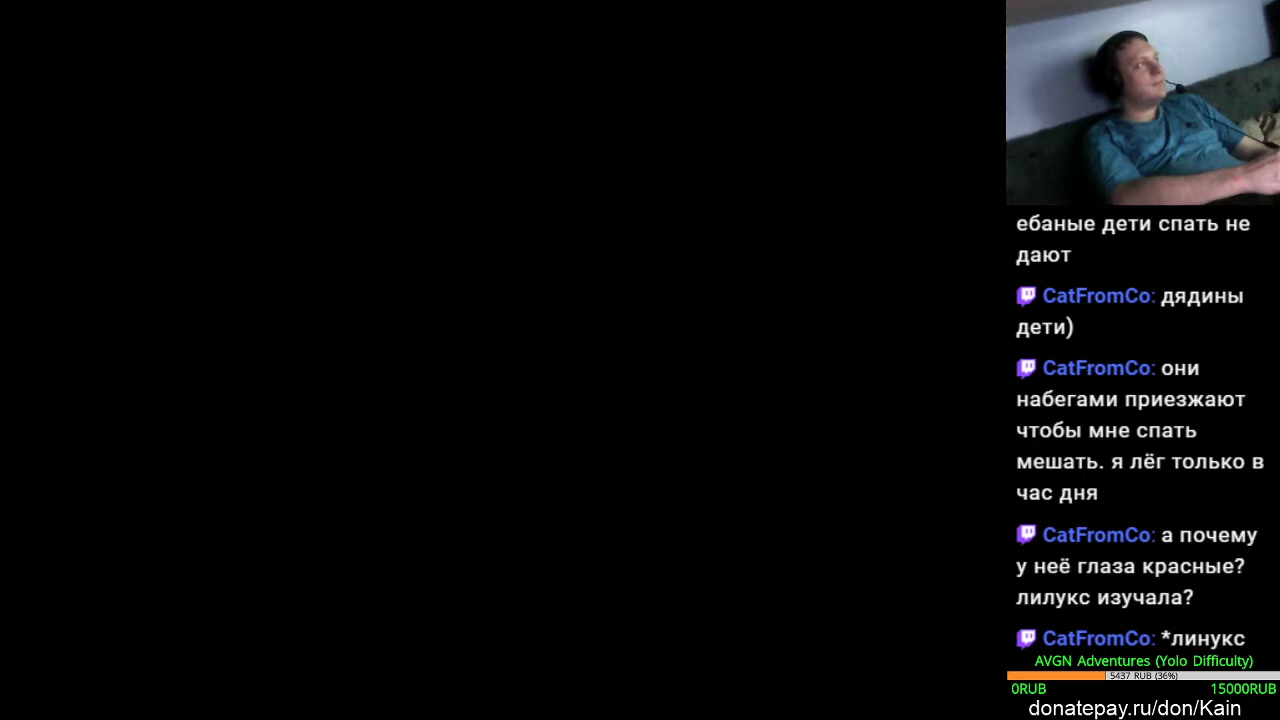 ебаные дети спать не
дают
CatFromCo: дядины
дети)
CatFromCo: они
набегами приезжают
чтобы мне спать
мешать. я лёг только в
час дня
CatFromCo: а почему
у неё глаза красные?
лилукс изучала?
CatFromCo: *линукс
AVGN Adventures (Yolo Difficulty)
5437 RUB (36%)
0RUB 15000RUB
donatepay.ru/don/Kain